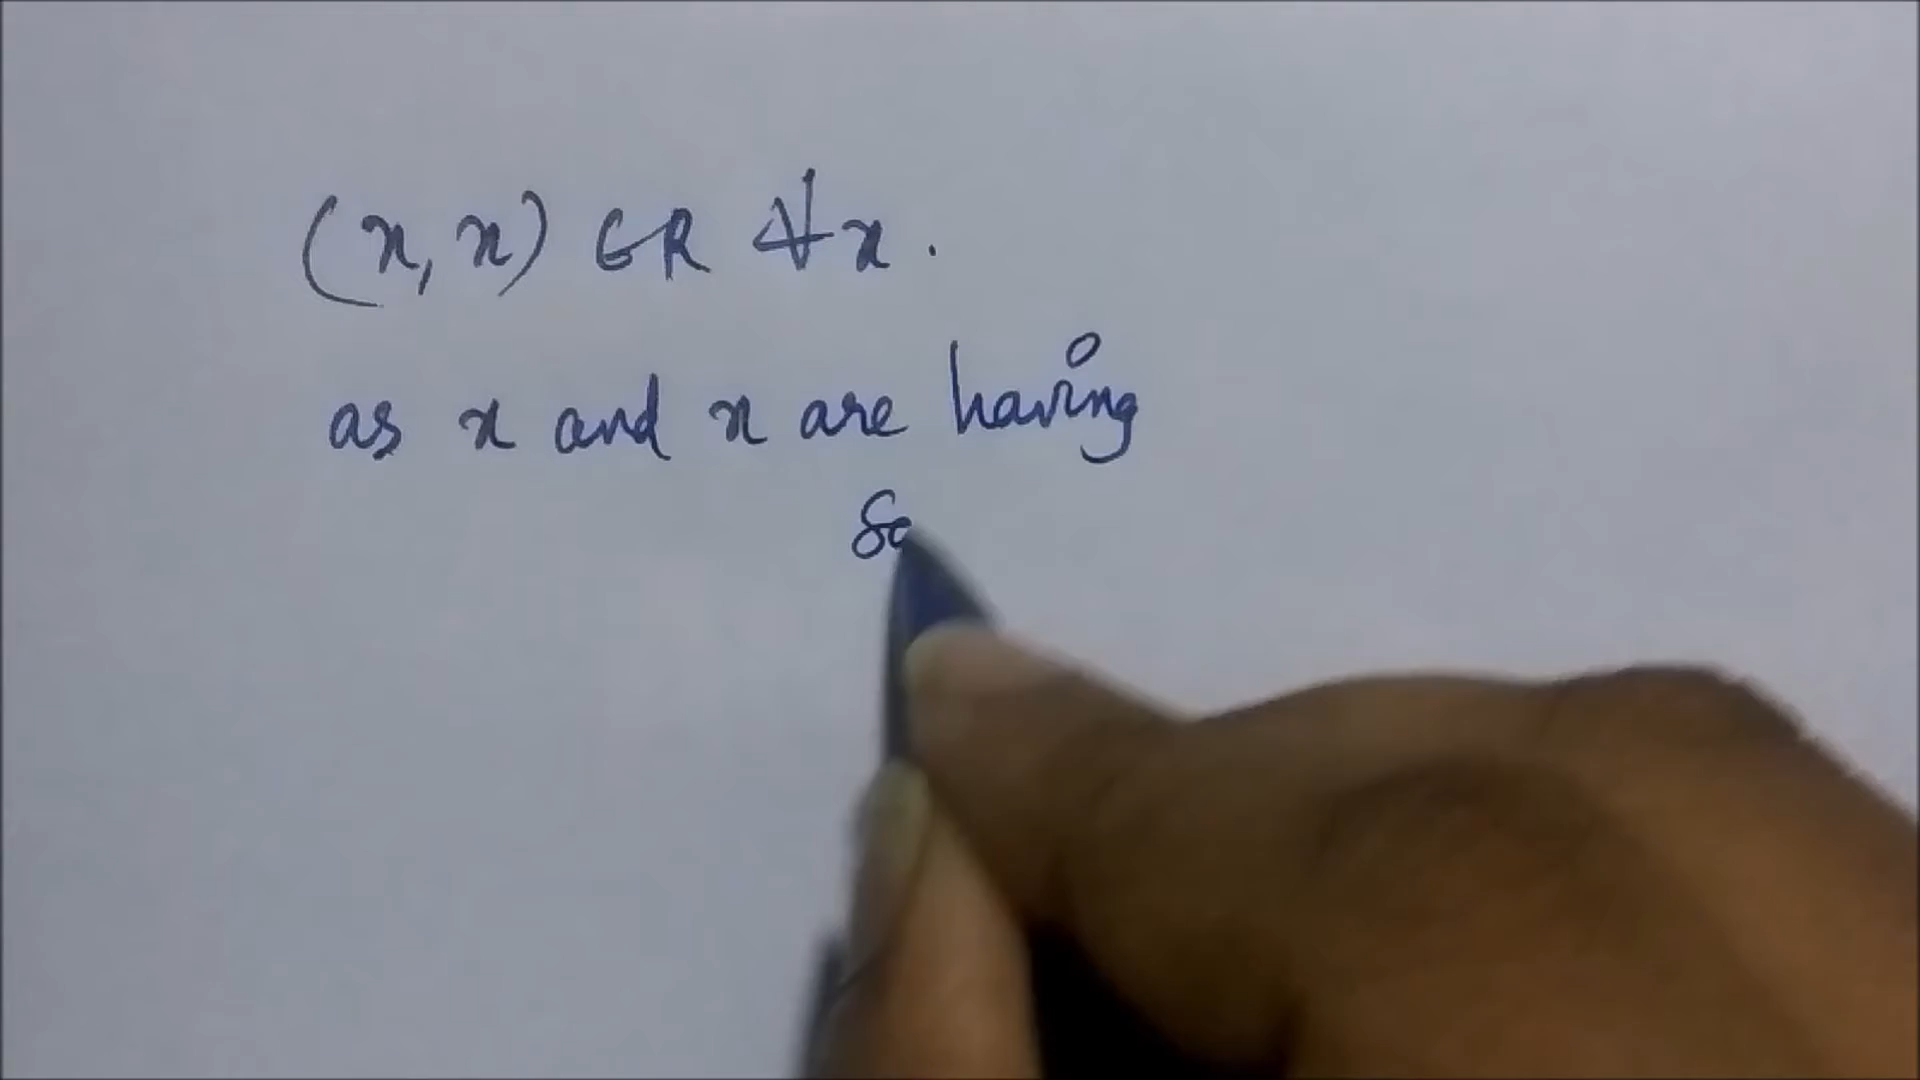 (x, x) ∈ R ∀ x.
as x and x are having